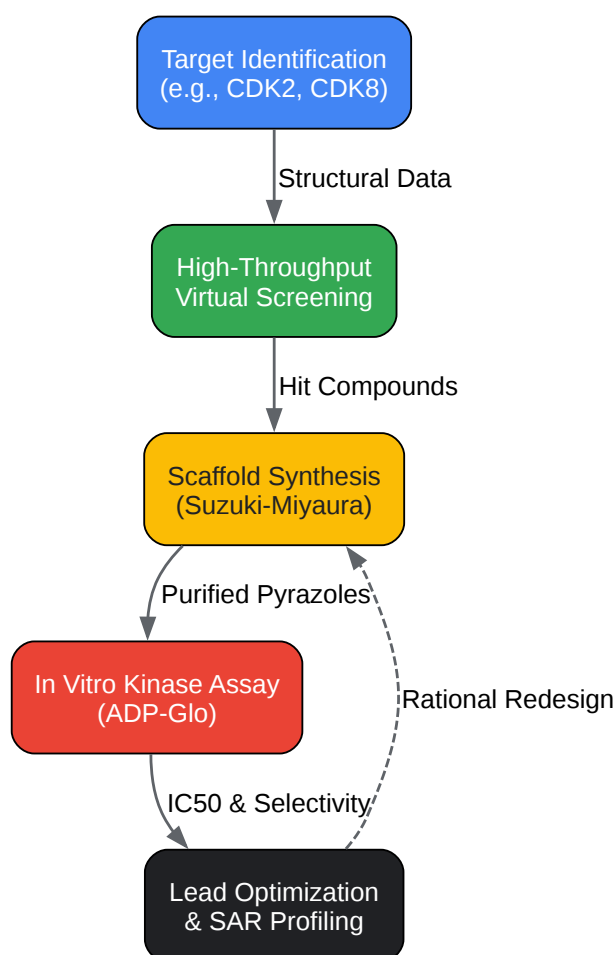 Target Identification
(e.g., CDK2, CDK8)
Structural Data
High-Throughput
Virtual Screening
Hit Compounds
Scaffold Synthesis
(Suzuki-Miyaura)
Purified Pyrazoles
In Vitro Kinase Assay
(ADP-Glo)
Rational Redesign
IC50 & Selectivity
Lead Optimization
& SAR Profiling